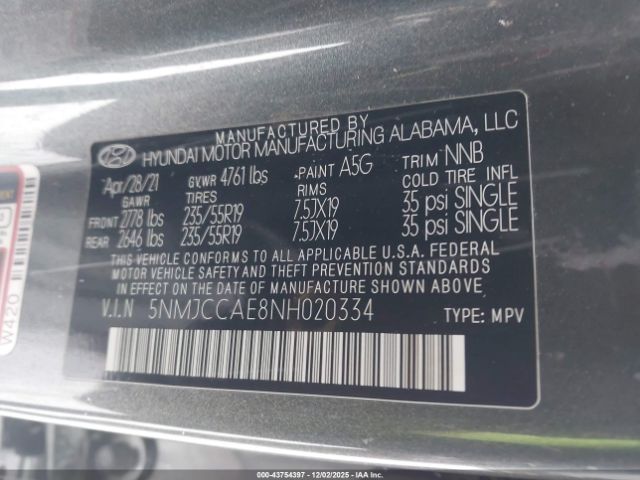 MANUFACTURED BY
HYUNDAI MOTOR MANUFACTURING ALABAMA, LLC
Apr/28/21 GVWR 4761 lbs PAINT A5G TRIM NNB
GAWR TIRES RIMS COLD TIRE INFL
FRONT 2778 lbs 235/55R19 7.5JX19 35 psi SINGLE
REAR 2646 lbs 235/55R19 7.5JX19 35 psi SINGLE
THIS VEHICLE CONFORMS TO ALL APPLICABLE U.S.A. FEDERAL
MOTOR VEHICLE SAFETY BUMPER AND THEFT PREVENTION STANDARDS
IN EFFECT ON THE DATE OF MANUFACTURE SHOWN ABOVE.
V.I.N 5NMJCCAE8NH020334 TYPE: MPV
W420
000-43754397 - 12/02/2025 - IAA Inc.